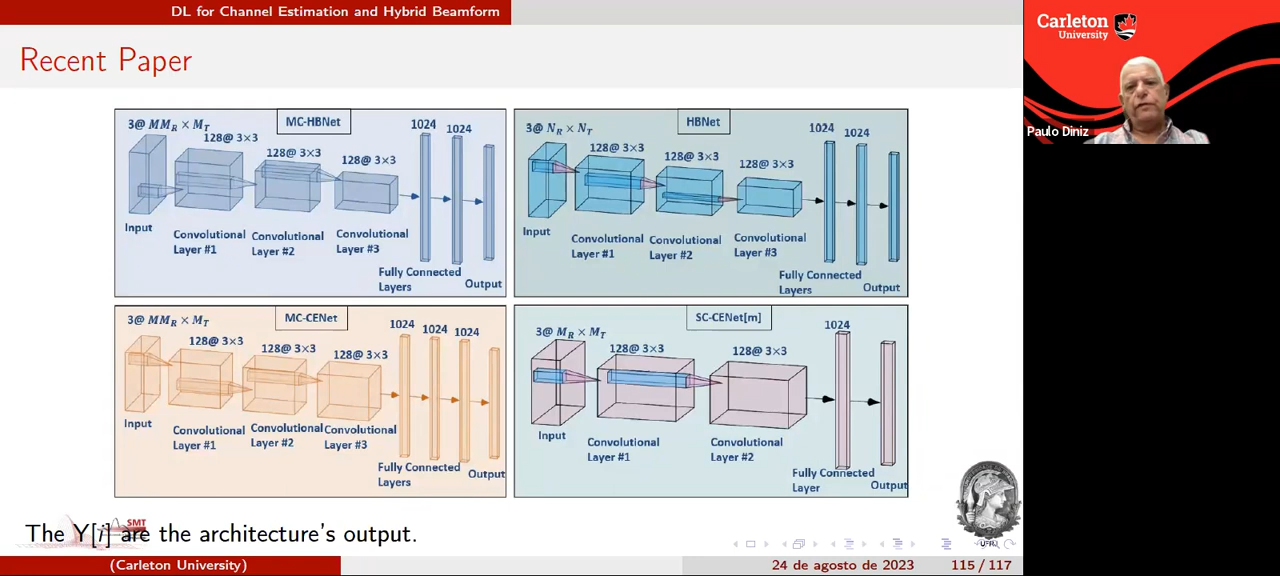 DL for Channel Estimation and Hybrid Beamform
Recent Paper
MC-HBNet
3@ MM_R × M_T
128@ 3×3
128@ 3×3
128@ 3×3
1024
1024
Input
Convolutional
Layer #1
Convolutional
Layer #2
Convolutional
Layer #3
Fully Connected
Layers
Output
HBNet
3@ N_R × N_T
128@ 3×3
128@ 3×3
128@ 3×3
1024
1024
Input
Convolutional
Layer #1
Convolutional
Layer #2
Convolutional
Layer #3
Fully Connected
Layers
Output
MC-CENet
3@ MM_R × M_T
128@ 3×3
128@ 3×3
128@ 3×3
1024
1024
1024
Input
Convolutional
Layer #1
Convolutional
Layer #2
Convolutional
Layer #3
Fully Connected
Layers
Output
SC-CENet[m]
3@ M_R × M_T
128@ 3×3
128@ 3×3
1024
Input
Convolutional
Layer #1
Convolutional
Layer #2
Fully Connected
Layer
Output
SMT
The Y[i] are the architecture's output.
UFRJ
(Carleton University)
24 de agosto de 2023
115 / 117
Carleton
University
Paulo Diniz